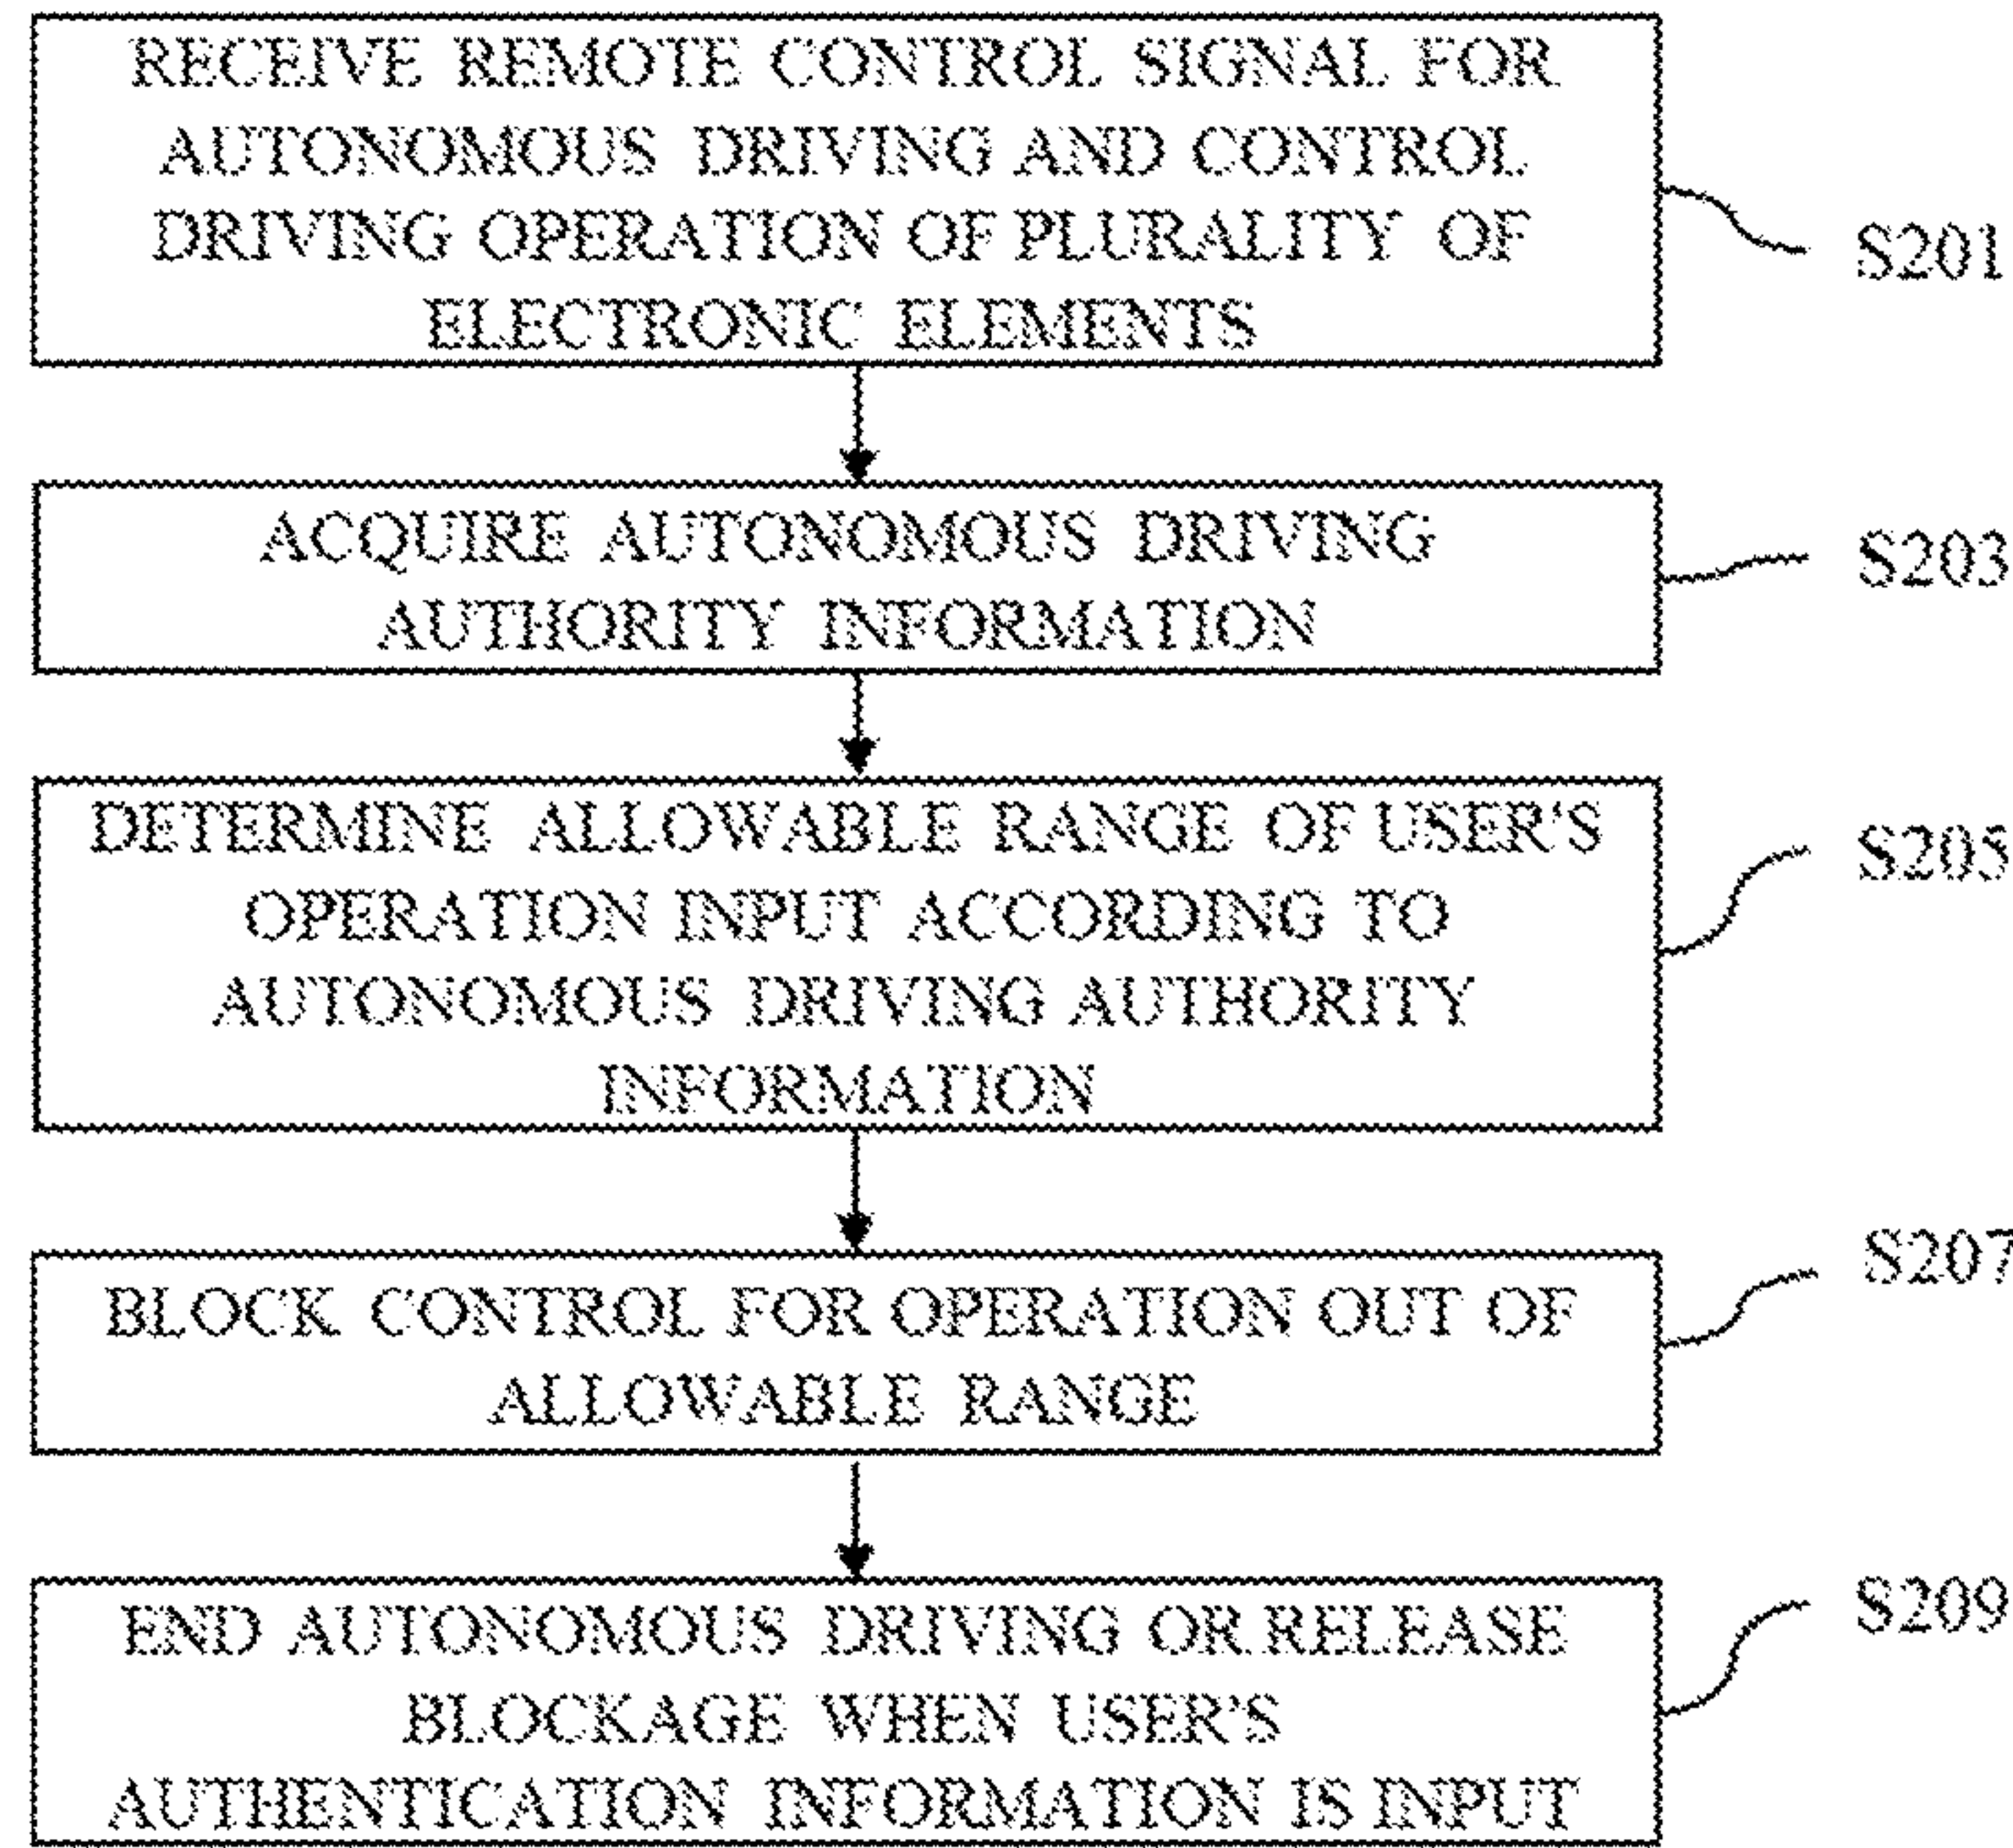 RECEIVE REMOTE CONTROL SIGNAL FOR
AUTONOMOUS DRIVING AND CONTROL
DRIVING OPERATION OF PLURALITY OF
ELECTRONIC ELEMENTS
S201
ACQUIRE AUTONOMOUS DRIVING
AUTHORITY INFORMATION
S203
DETERMINE ALLOWABLE RANGE OF USER'S
OPERATION INPUT ACCORDING TO
AUTONOMOUS DRIVING AUTHORITY
INFORMATION
S205
BLOCK CONTROL FOR OPERATION OUT OF
ALLOWABLE RANGE
S207
END AUTONOMOUS DRIVING OR RELEASE
BLOCKAGE WHEN USER'S
AUTHENTICATION INFORMATION IS INPUT
S209